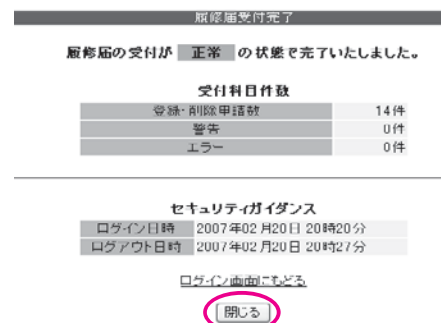 履修届受付完了
履修届の受付が 正常 の状態で完了いたしました。
受付科目件数
登録・削除申請数 14件
警告 0件
エラー 0件
セキュリティガイダンス
ログイン日時 2007年02月20日 20時20分
ログアウト日時 2007年02月20日 20時27分
ログイン画面にもどる
閉じる